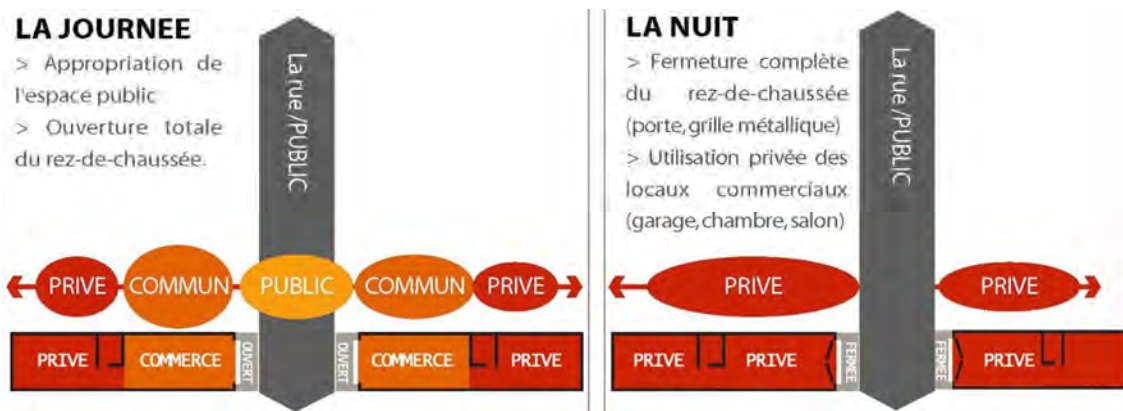 LA JOURNEE
> Appropriation de
l'espace public
> Ouverture totale
du rez-de-chaussée.
La rue /PUBLIC
PRIVE COMMUN PUBLIC COMMUN PRIVE
PRIVE COMMERCE OUVERT OUVERT COMMERCE PRIVE
LA NUIT
> Fermeture complète
du rez-de-chaussée
(porte, grille métallique)
> Utilisation privée des
locaux commerciaux
(garage, chambre, salon)
La rue /PUBLIC
PRIVE PRIVE
PRIVE PRIVE FERMEE FERMEE PRIVE